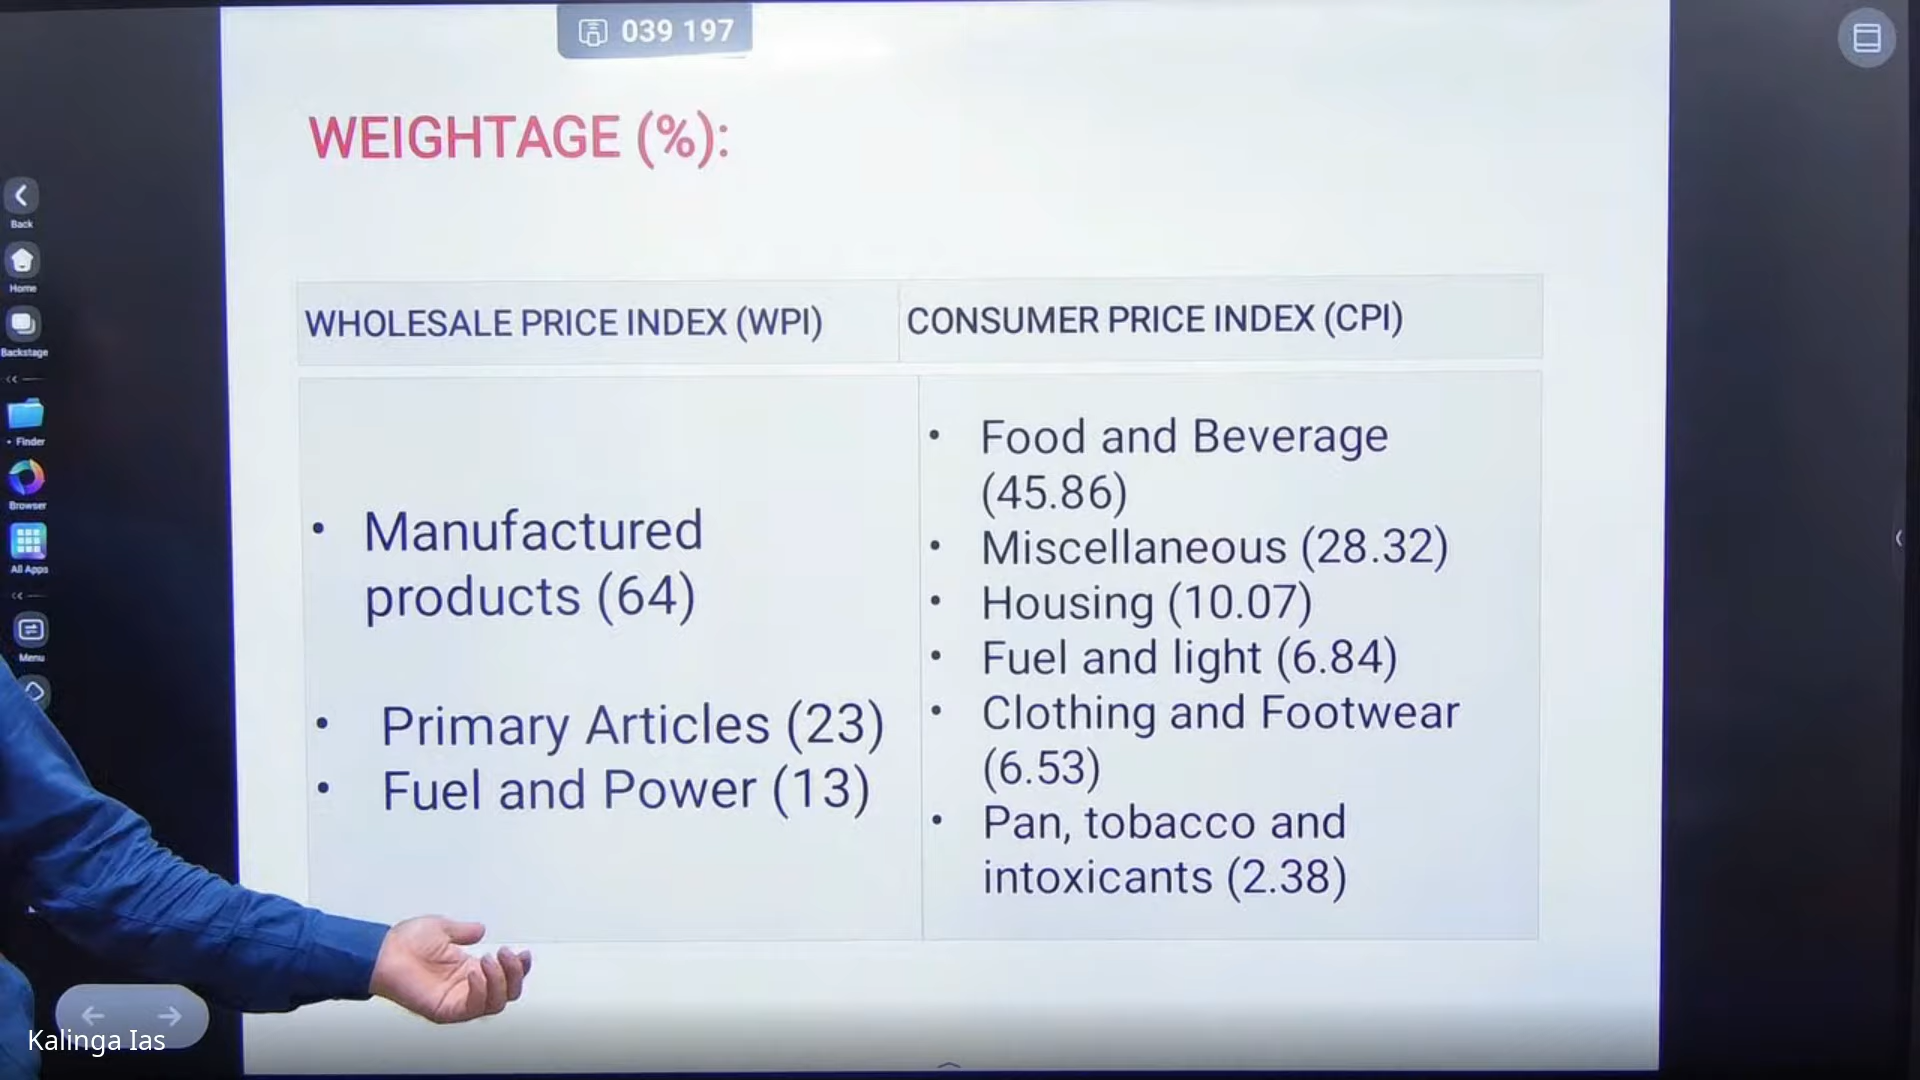 039 197
WEIGHTAGE (%):
WHOLESALE PRICE INDEX (WPI)
CONSUMER PRICE INDEX (CPI)
• Manufactured
products (64)
• Primary Articles (23)
• Fuel and Power (13)
• Food and Beverage
(45.86)
• Miscellaneous (28.32)
• Housing (10.07)
• Fuel and light (6.84)
• Clothing and Footwear
(6.53)
• Pan, tobacco and
intoxicants (2.38)
Back
Home
Backstage
Finder
Browser
All Apps
Menu
Kalinga Ias